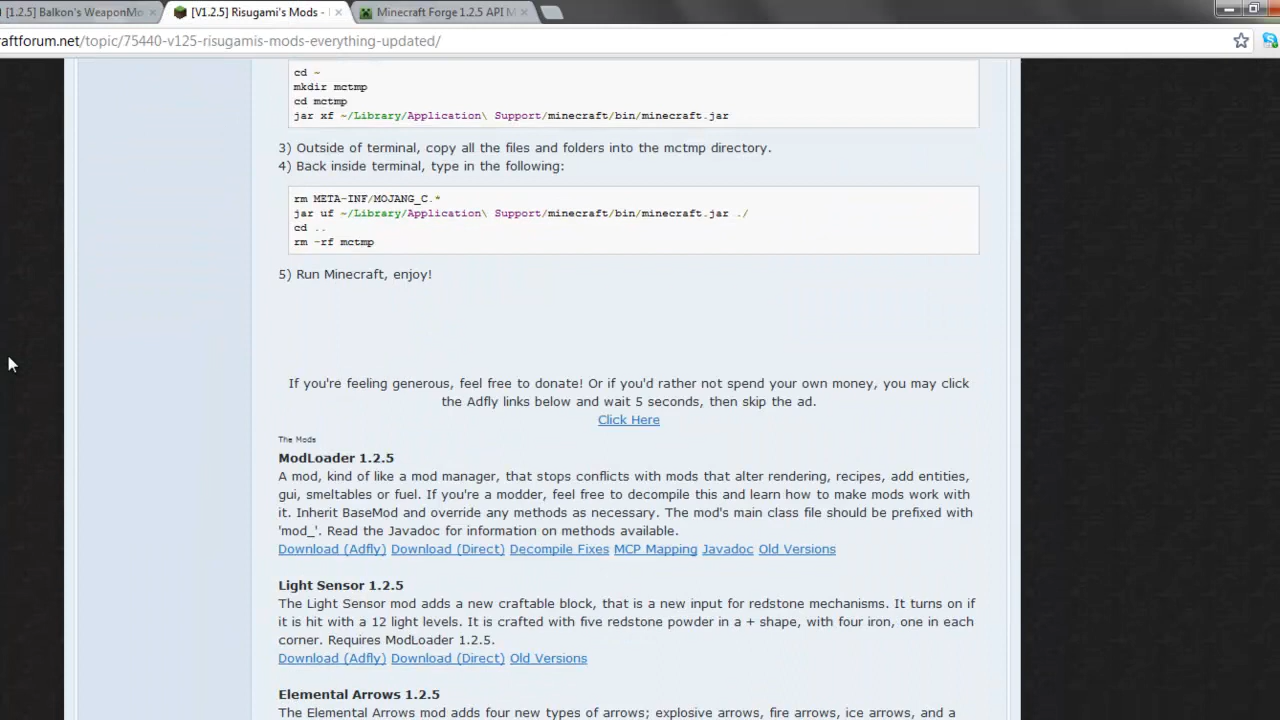 [1.2.5] Balkon's WeaponMo
[V1.2.5] Risugami's Mods -
Minecraft Forge 1.2.5 API M
raftforum.net/topic/75440-v125-risugamis-mods-everything-updated/
cd ~
mkdir mctmp
cd mctmp
jar xf ~/Library/Application\ Support/minecraft/bin/minecraft.jar
3) Outside of terminal, copy all the files and folders into the mctmp directory.
4) Back inside terminal, type in the following:
rm META-INF/MOJANG_C.*
jar uf ~/Library/Application\ Support/minecraft/bin/minecraft.jar ./
cd ..
rm -rf mctmp
5) Run Minecraft, enjoy!
If you're feeling generous, feel free to donate! Or if you'd rather not spend your own money, you may click
the Adfly links below and wait 5 seconds, then skip the ad.
Click Here
The Mods
ModLoader 1.2.5
A mod, kind of like a mod manager, that stops conflicts with mods that alter rendering, recipes, add entities,
gui, smeltables or fuel. If you're a modder, feel free to decompile this and learn how to make mods work with
it. Inherit BaseMod and override any methods as necessary. The mod's main class file should be prefixed with
'mod_'. Read the Javadoc for information on methods available.
Download (Adfly) Download (Direct) Decompile Fixes MCP Mapping Javadoc Old Versions
Light Sensor 1.2.5
The Light Sensor mod adds a new craftable block, that is a new input for redstone mechanisms. It turns on if
it is hit with a 12 light levels. It is crafted with five redstone powder in a + shape, with four iron, one in each
corner. Requires ModLoader 1.2.5.
Download (Adfly) Download (Direct) Old Versions
Elemental Arrows 1.2.5
The Elemental Arrows mod adds four new types of arrows; explosive arrows, fire arrows, ice arrows, and a